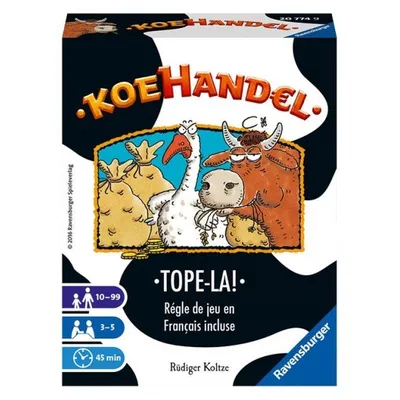 20 774 9
Ravensburger
KOEHANDEL
© 2016 Ravensburger Spieleverlag
·TOPE-LA!·
Régle de jeu en
Français incluse
10–99
3–5
45 min
Rüdiger Koltze
Ravensburger